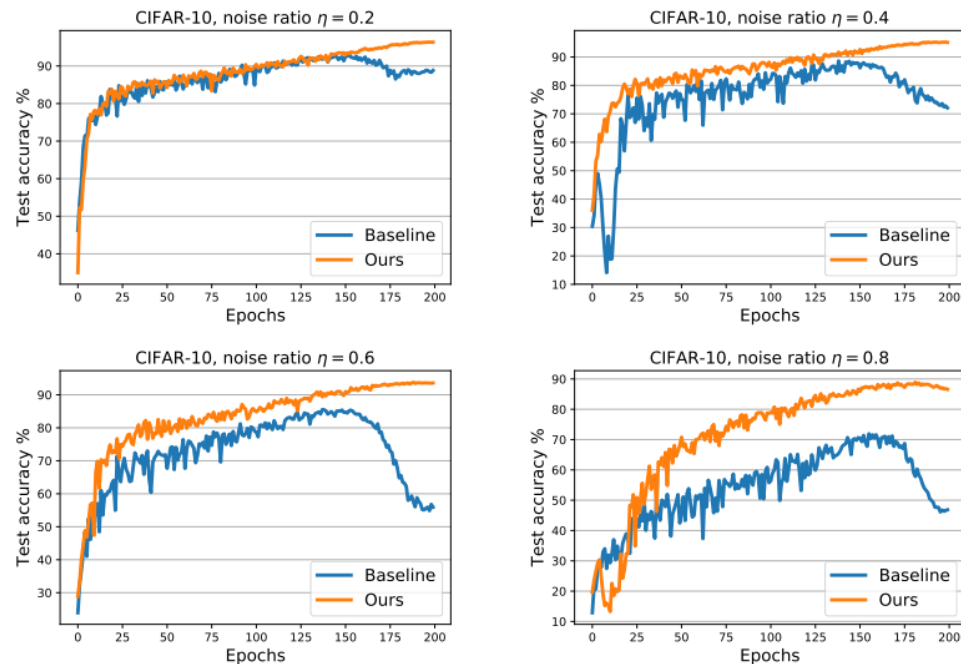 CIFAR-10, noise ratio η = 0.2
Test accuracy %
90
80
70
60
50
40
0 25 50 75 100 125 150 175 200
Epochs
Baseline
Ours
CIFAR-10, noise ratio η = 0.4
Test accuracy %
100
90
80
70
60
50
40
30
20
10
0 25 50 75 100 125 150 175 200
Epochs
Baseline
Ours
CIFAR-10, noise ratio η = 0.6
Test accuracy %
90
80
70
60
50
40
30
0 25 50 75 100 125 150 175 200
Epochs
Baseline
Ours
CIFAR-10, noise ratio η = 0.8
Test accuracy %
90
80
70
60
50
40
30
20
10
0 25 50 75 100 125 150 175 200
Epochs
Baseline
Ours